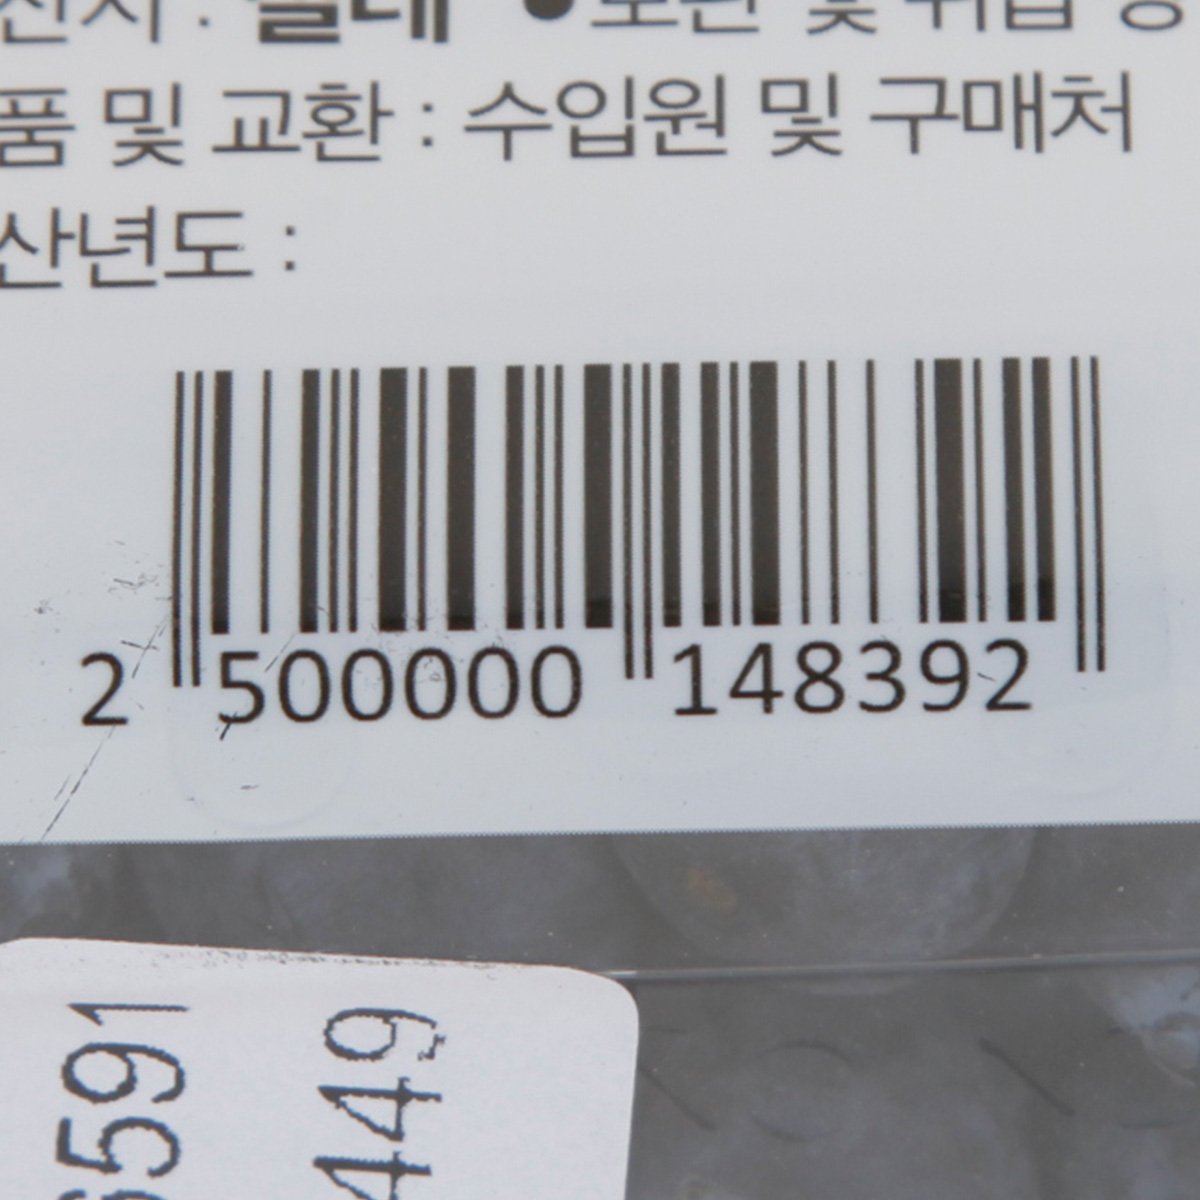 품 및 교환 : 수입원 및 구매처
산년도 :
2 500000 148392
591
449